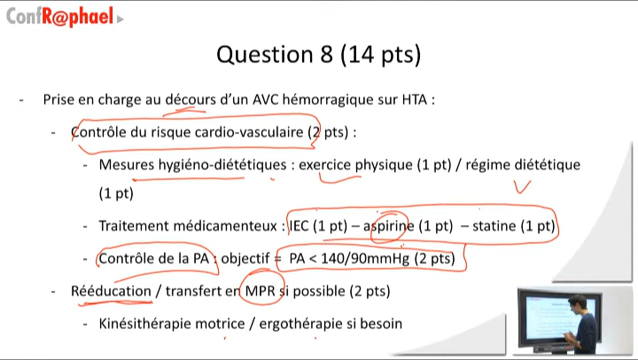 ConfR@phael
Question 8 (14 pts)
- Prise en charge au décours d'un AVC hémorragique sur HTA :
- Contrôle du risque cardio-vasculaire (2 pts) :
- Mesures hygiéno-diététiques : exercice physique (1 pt) / régime diététique
(1 pt)
- Traitement médicamenteux : IEC (1 pt) – aspirine (1 pt) – statine (1 pt)
- Contrôle de la PA : objectif = PA < 140/90mmHg (2 pts)
- Rééducation / transfert en MPR si possible (2 pts)
- Kinésithérapie motrice / ergothérapie si besoin